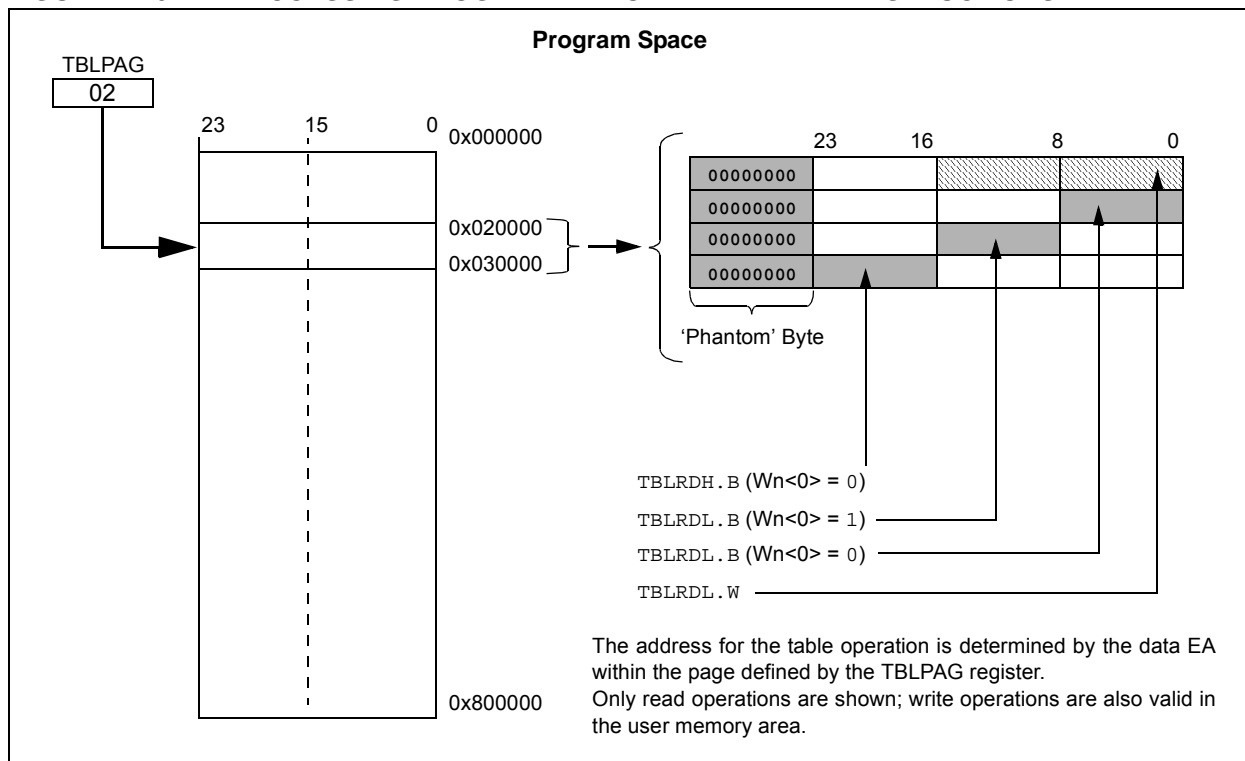 Program Space
TBLPAG
02
23 15 0
0x000000
0x020000
0x030000
0x800000
23 16 8 0
00000000
00000000
00000000
00000000
‘Phantom’ Byte
TBLRDH.B (Wn<0> = 0)
TBLRDL.B (Wn<0> = 1)
TBLRDL.B (Wn<0> = 0)
TBLRDL.W
The address for the table operation is determined by the data EA
within the page defined by the TBLPAG register.
Only read operations are shown; write operations are also valid in
the user memory area.